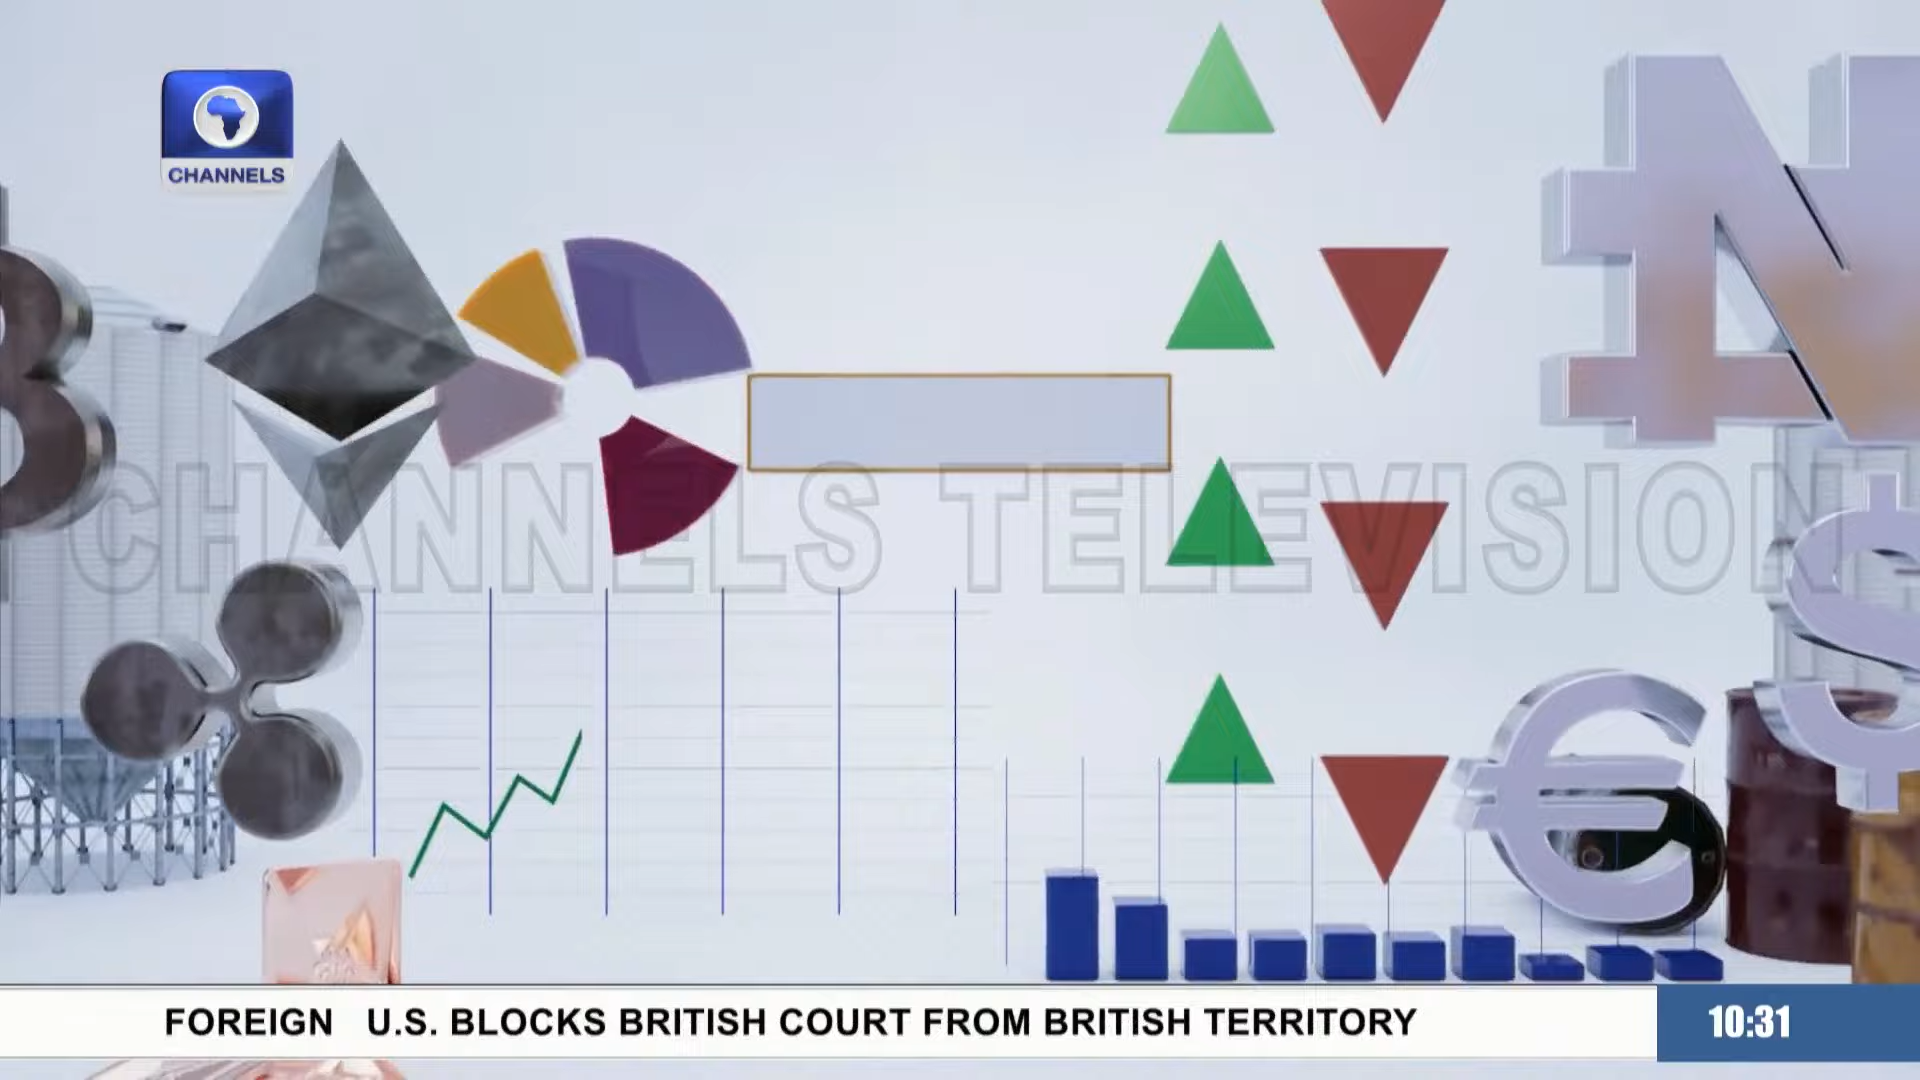 CHANNELS
CHANNELS TELEVISION
FOREIGN U.S. BLOCKS BRITISH COURT FROM BRITISH TERRITORY
10:31